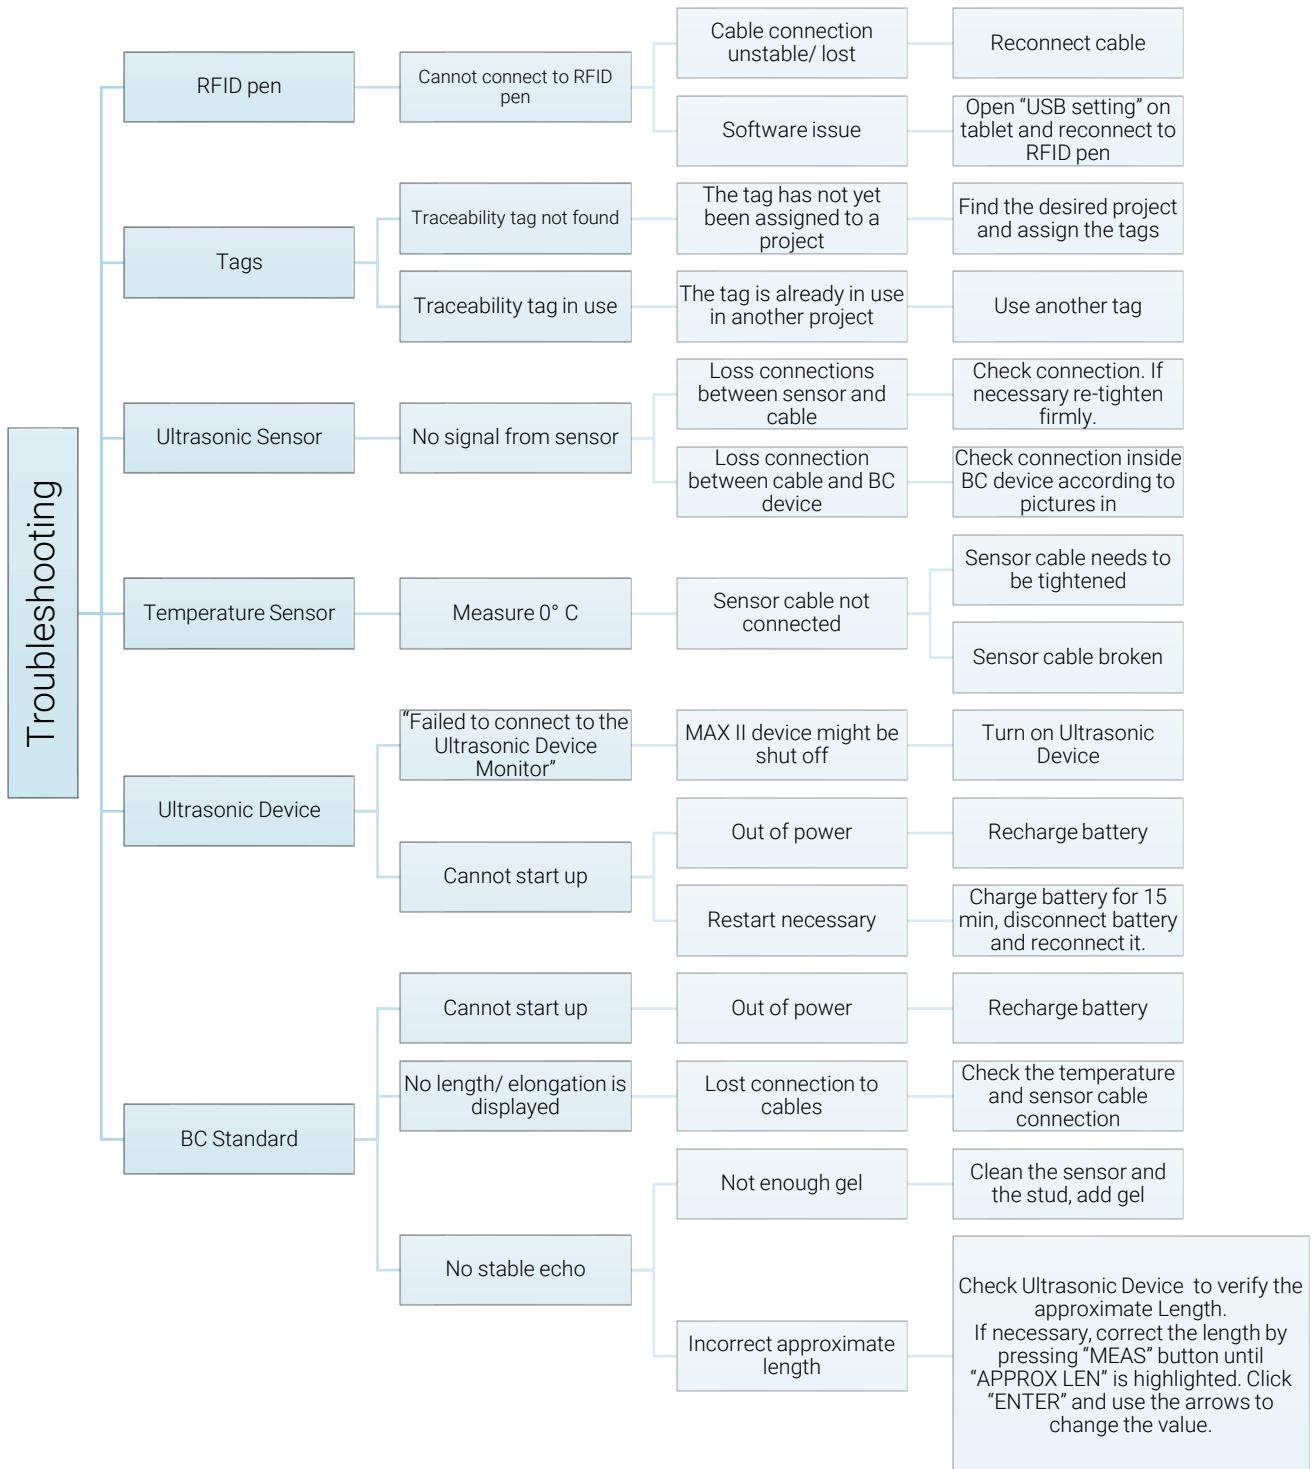 Troubleshooting
RFID pen
Cannot connect to RFID
pen
Cable connection
unstable/ lost
Reconnect cable
Software issue
Open “USB setting” on
tablet and reconnect to
RFID pen
Tags
Traceability tag not found
The tag has not yet
been assigned to a
project
Find the desired project
and assign the tags
Traceability tag in use
The tag is already in use
in another project
Use another tag
Ultrasonic Sensor
No signal from sensor
Loss connections
between sensor and
cable
Check connection. If
necessary re-tighten
firmly.
Loss connection
between cable and BC
device
Check connection inside
BC device according to
pictures in
Temperature Sensor
Measure 0° C
Sensor cable not
connected
Sensor cable needs to
be tightened
Sensor cable broken
Ultrasonic Device
“Failed to connect to the
Ultrasonic Device
Monitor”
MAX II device might be
shut off
Turn on Ultrasonic
Device
Cannot start up
Out of power
Recharge battery
Restart necessary
Charge battery for 15
min, disconnect battery
and reconnect it.
BC Standard
Cannot start up
Out of power
Recharge battery
No length/ elongation is
displayed
Lost connection to
cables
Check the temperature
and sensor cable
connection
No stable echo
Not enough gel
Clean the sensor and
the stud, add gel
Incorrect approximate
length
Check Ultrasonic Device  to verify the
approximate Length.
If necessary, correct the length by
pressing “MEAS” button until
“APPROX LEN” is highlighted. Click
“ENTER” and use the arrows to
change the value.